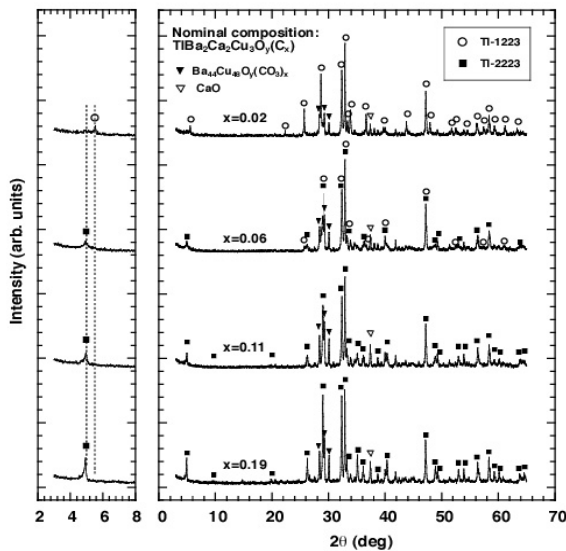 Nominal composition:
TlBa₂Ca₂Cu₃Oy(Cx)
▼ Ba₄₄Cu₄₈Oy(CO₃)x
▽ CaO
○ Tl-1223
■ Tl-2223
x=0.02
x=0.06
x=0.11
x=0.19
Intensity (arb. units)
2 4 6 8
0 10 20 30 40 50 60 70
2θ (deg)